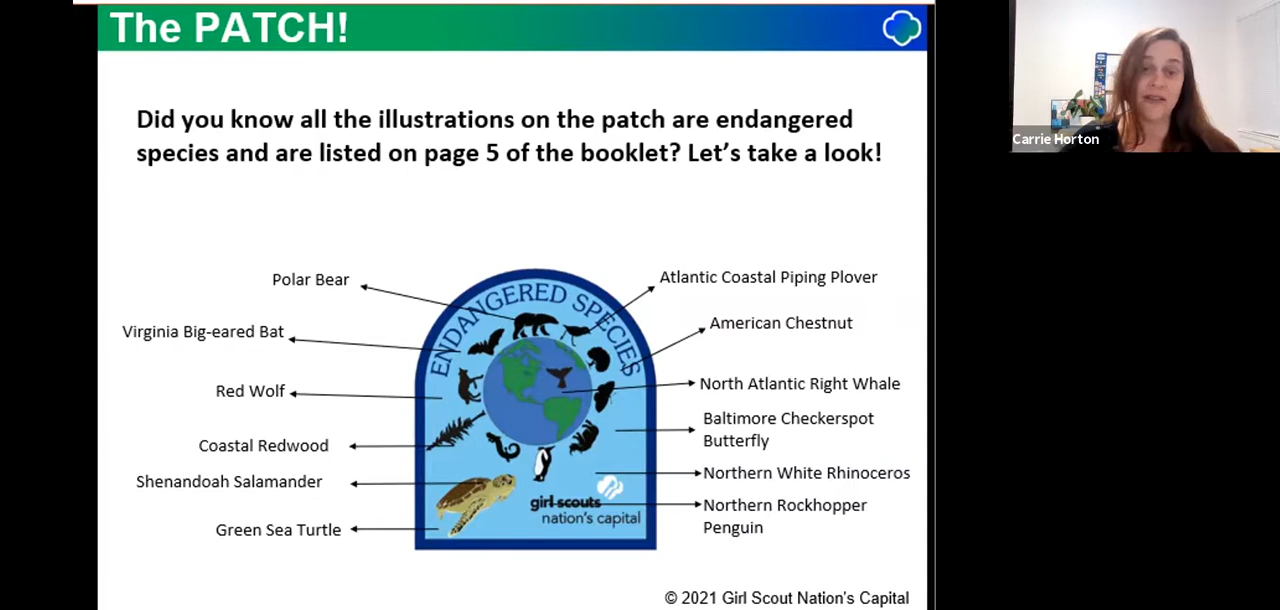 The PATCH!
Did you know all the illustrations on the patch are endangered
species and are listed on page 5 of the booklet? Let's take a look!
Polar Bear
Virginia Big-eared Bat
Red Wolf
Coastal Redwood
Shenandoah Salamander
Green Sea Turtle
ENDANGERED SPECIES
girl scouts
nation's capital
Atlantic Coastal Piping Plover
American Chestnut
North Atlantic Right Whale
Baltimore Checkerspot
Butterfly
Northern White Rhinoceros
Northern Rockhopper
Penguin
© 2021 Girl Scout Nation's Capital
Carrie Horton